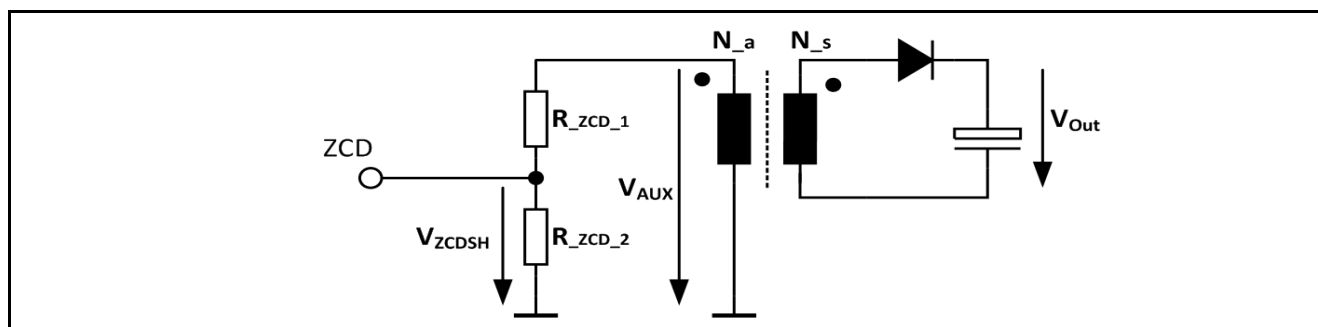 N_a N_s
R_ZCD_1
V_Out
ZCD
V_AUX
V_ZCDSH
R_ZCD_2